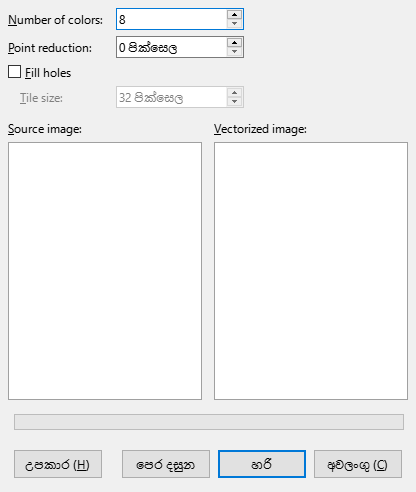 Number of colors: 8
Point reduction: 0 පික්සෙල
Fill holes
Tile size: 32 පික්සෙල
Source image: Vectorized image:
උපකාර (H) පෙර දසුන හරි අවලංගු (C)